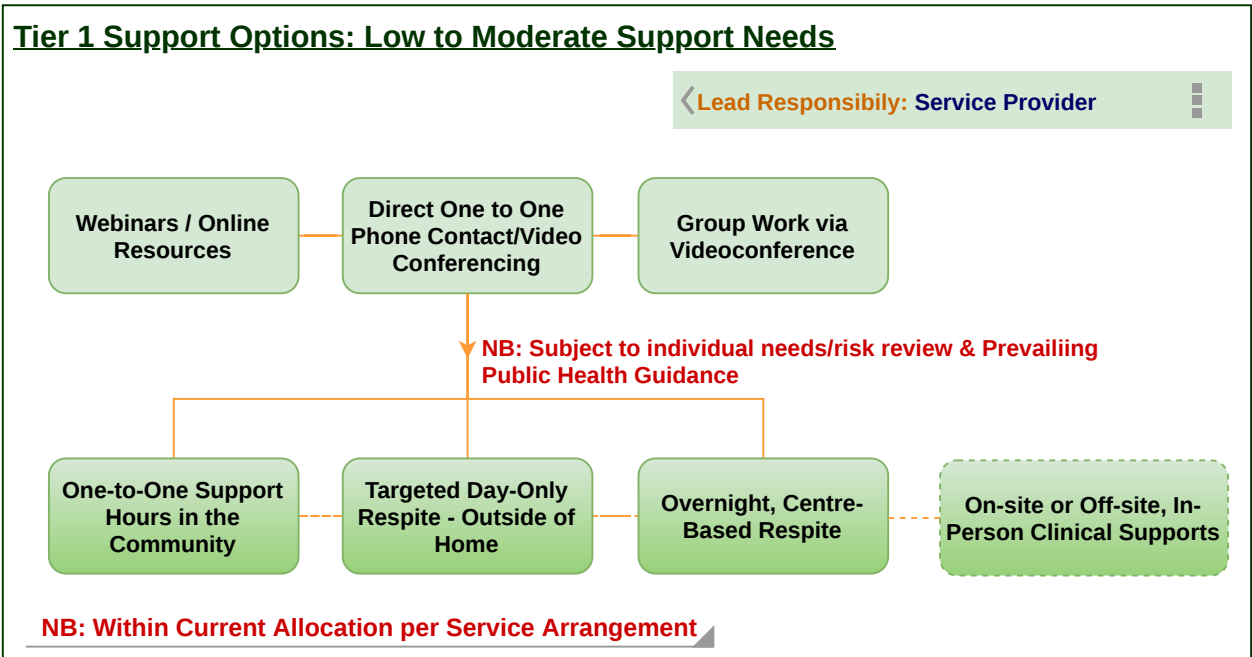 Tier 1 Support Options: Low to Moderate Support Needs
Lead Responsibily: Service Provider
Webinars / Online
Resources
Direct One to One
Phone Contact/Video
Conferencing
Group Work via
Videoconference
NB: Subject to individual needs/risk review & Prevailiing
Public Health Guidance
One-to-One Support
Hours in the
Community
Targeted Day-Only
Respite - Outside of
Home
Overnight, Centre-
Based Respite
On-site or Off-site, In-
Person Clinical Supports
NB: Within Current Allocation per Service Arrangement